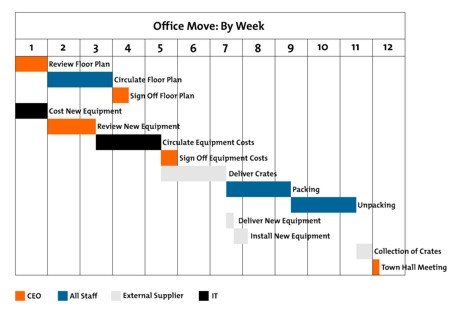 Office Move: By Week
1 2 3 4 5 6 7 8 9 10 11 12
Review Floor Plan
Circulate Floor Plan
Sign Off Floor Plan
Cost New Equipment
Review New Equipment
Circulate Equipment Costs
Sign Off Equipment Costs
Deliver Crates
Packing
Unpacking
Deliver New Equipment
Install New Equipment
Collection of Crates
Town Hall Meeting
CEO All Staff External Supplier IT